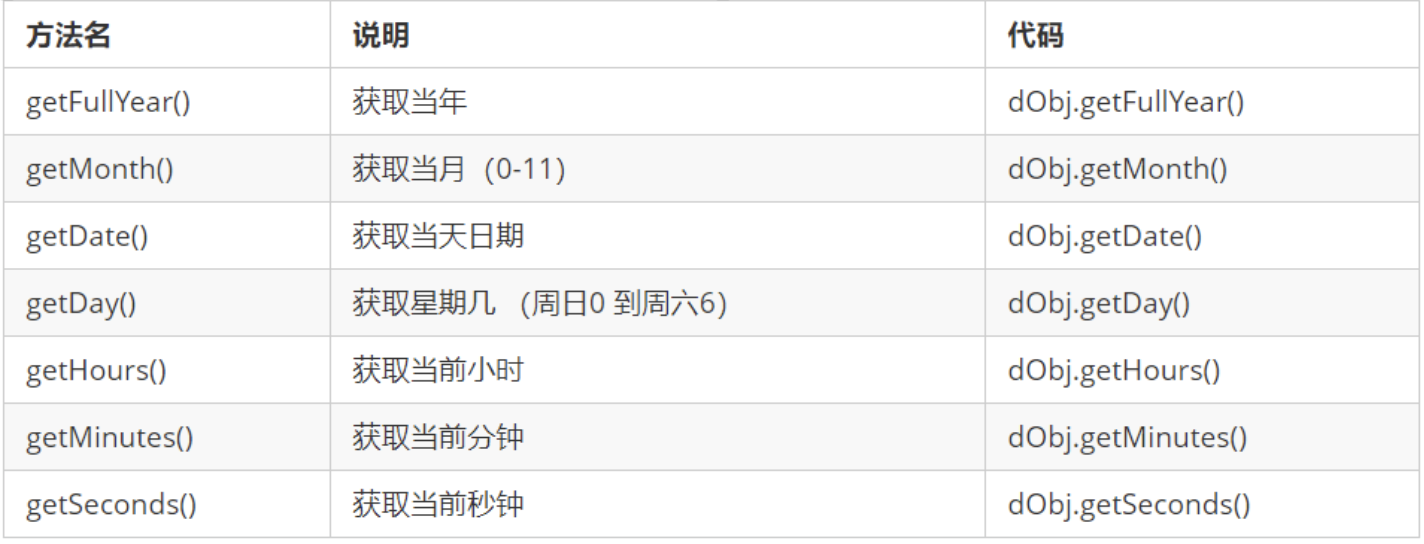 方法名 说明 代码
getFullYear() 获取当年 dObj.getFullYear()
getMonth() 获取当月（0-11） dObj.getMonth()
getDate() 获取当天日期 dObj.getDate()
getDay() 获取星期几 （周日0 到周六6） dObj.getDay()
getHours() 获取当前小时 dObj.getHours()
getMinutes() 获取当前分钟 dObj.getMinutes()
getSeconds() 获取当前秒钟 dObj.getSeconds()